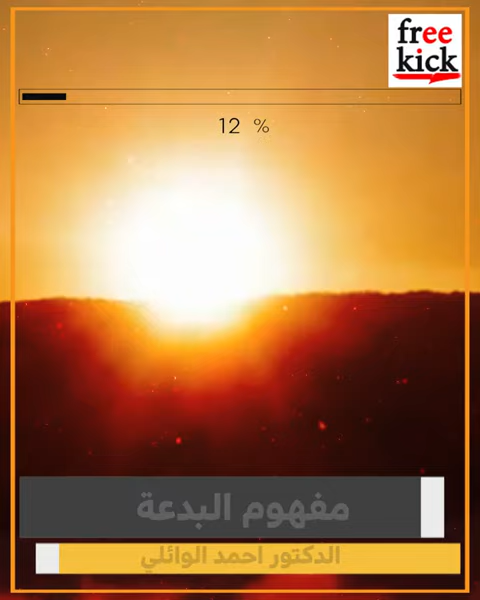 free
kick
12 %
مفهوم البدعة
الدكتور احمد الوائلي